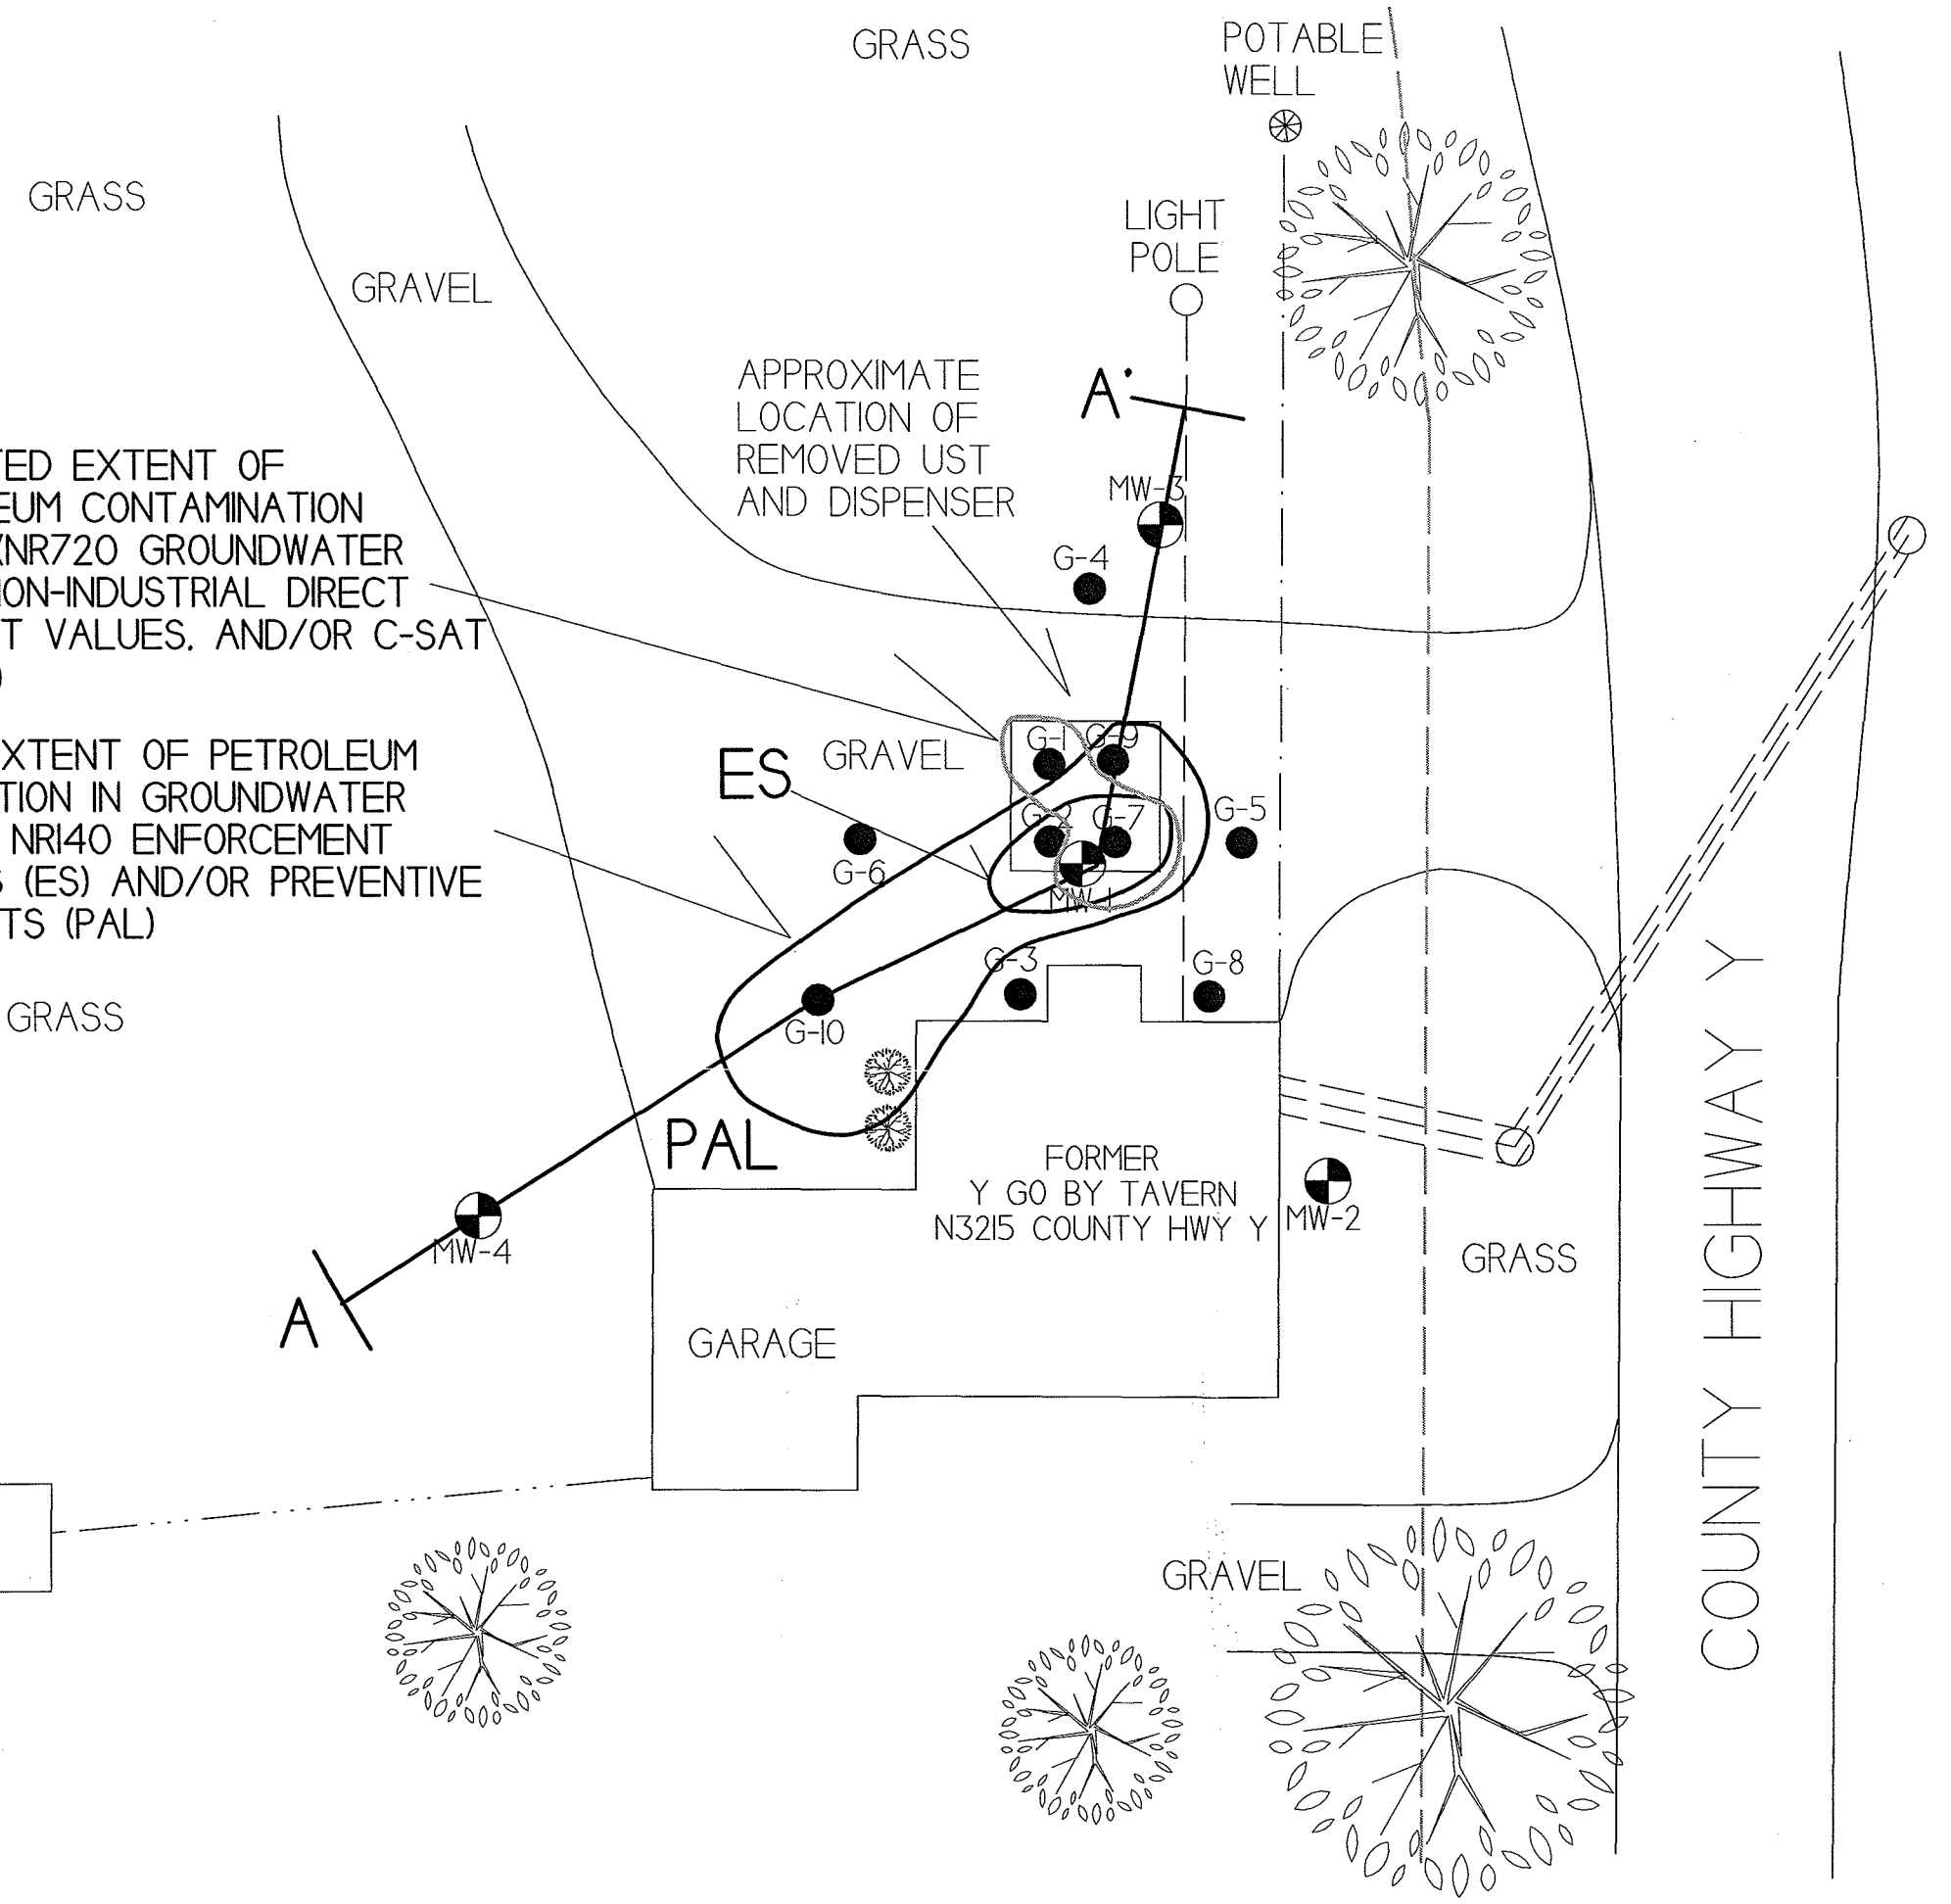 GRASS
POTABLE
WELL
GRASS
LIGHT
POLE
GRAVEL
APPROXIMATE
LOCATION OF
REMOVED UST
AND DISPENSER
A'
MW-3
G-4
TED EXTENT OF
EUM CONTAMINATION
(NR720 GROUNDWATER
ION-INDUSTRIAL DIRECT
T VALUES. AND/OR C-SAT
)
XTENT OF PETROLEUM
TION IN GROUNDWATER
NR140 ENFORCEMENT
S (ES) AND/OR PREVENTIVE
TS (PAL)
ES
GRAVEL
G-1
G-9
G-2
G-7
G-5
G-6
MW-1
G-3
G-8
G-10
GRASS
PAL
FORMER
Y GO BY TAVERN
N3215 COUNTY HWY Y
MW-2
MW-4
GRASS
A
GARAGE
GRAVEL
COUNTY HIGHWAY Y